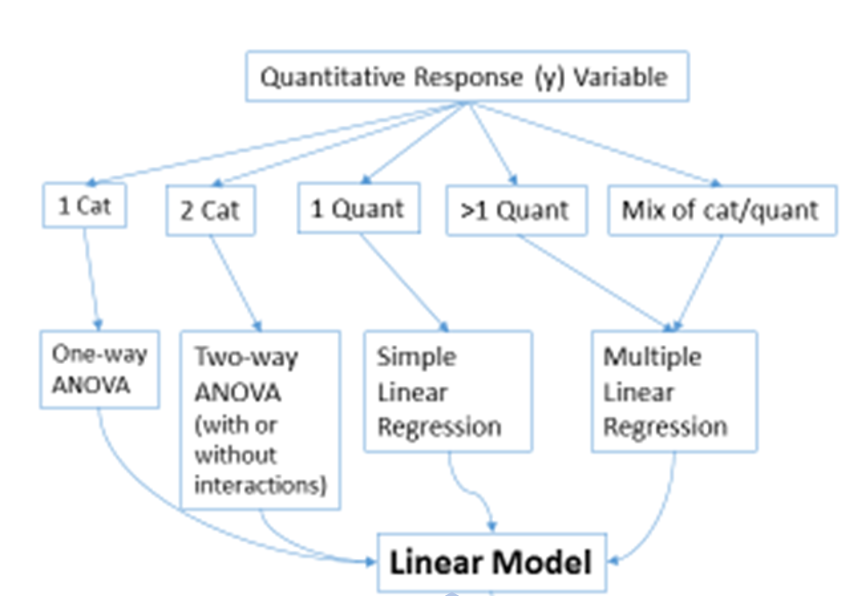 Quantitative Response (y) Variable
1 Cat
2 Cat
1 Quant
>1 Quant
Mix of cat/quant
One-way
ANOVA
Two-way
ANOVA
(with or
without
interactions)
Simple
Linear
Regression
Multiple
Linear
Regression
Linear Model